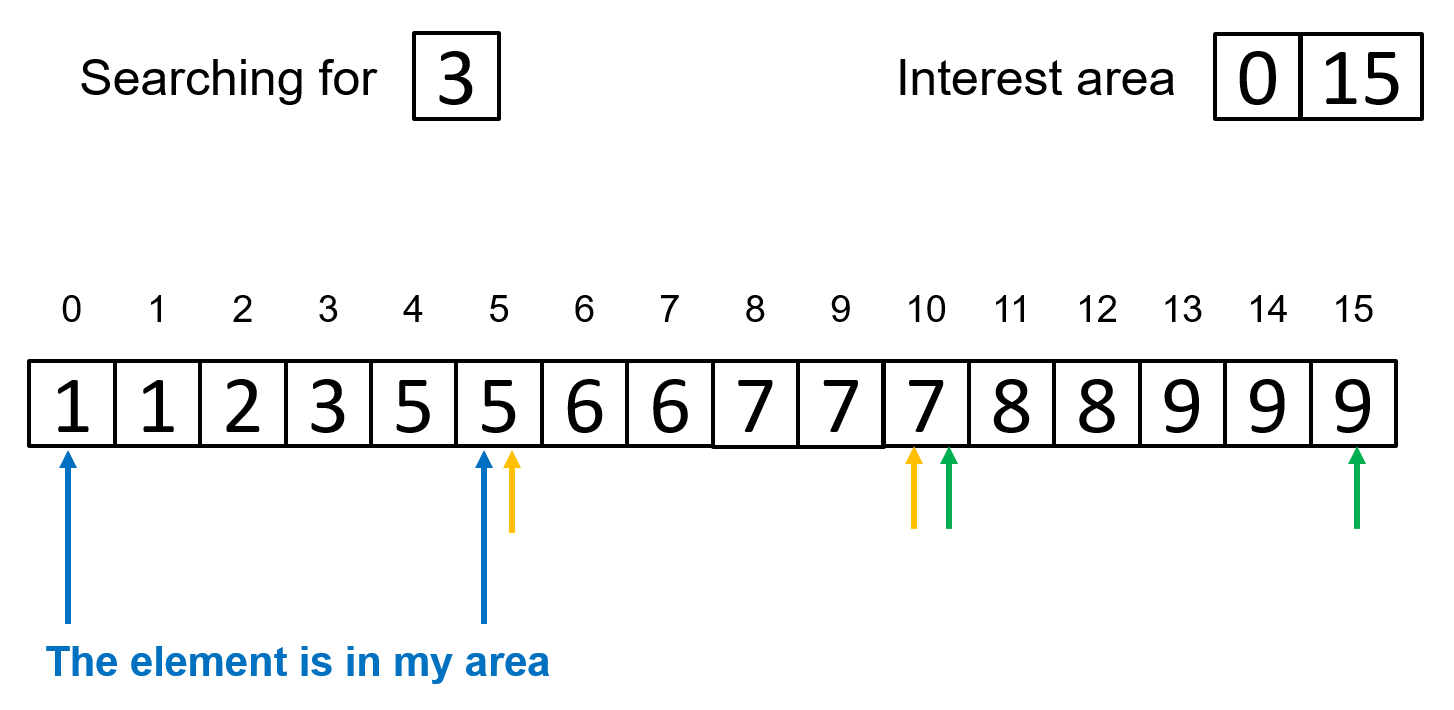 Searching for 3 Interest area 0 15
0 1 2 3 4 5 6 7 8 9 10 11 12 13 14 15
1 1 2 3 5 5 6 6 7 7 7 8 8 9 9 9
The element is in my area